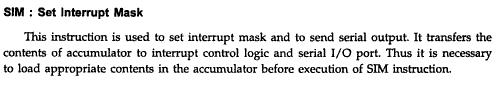 SIM : Set Interrupt Mask
This instruction is used to set interrupt mask and to send serial output. It transfers the
contents of accumulator to interrupt control logic and serial I/O port. Thus it is necessary
to load appropriate contents in the accumulator before execution of SIM instruction.